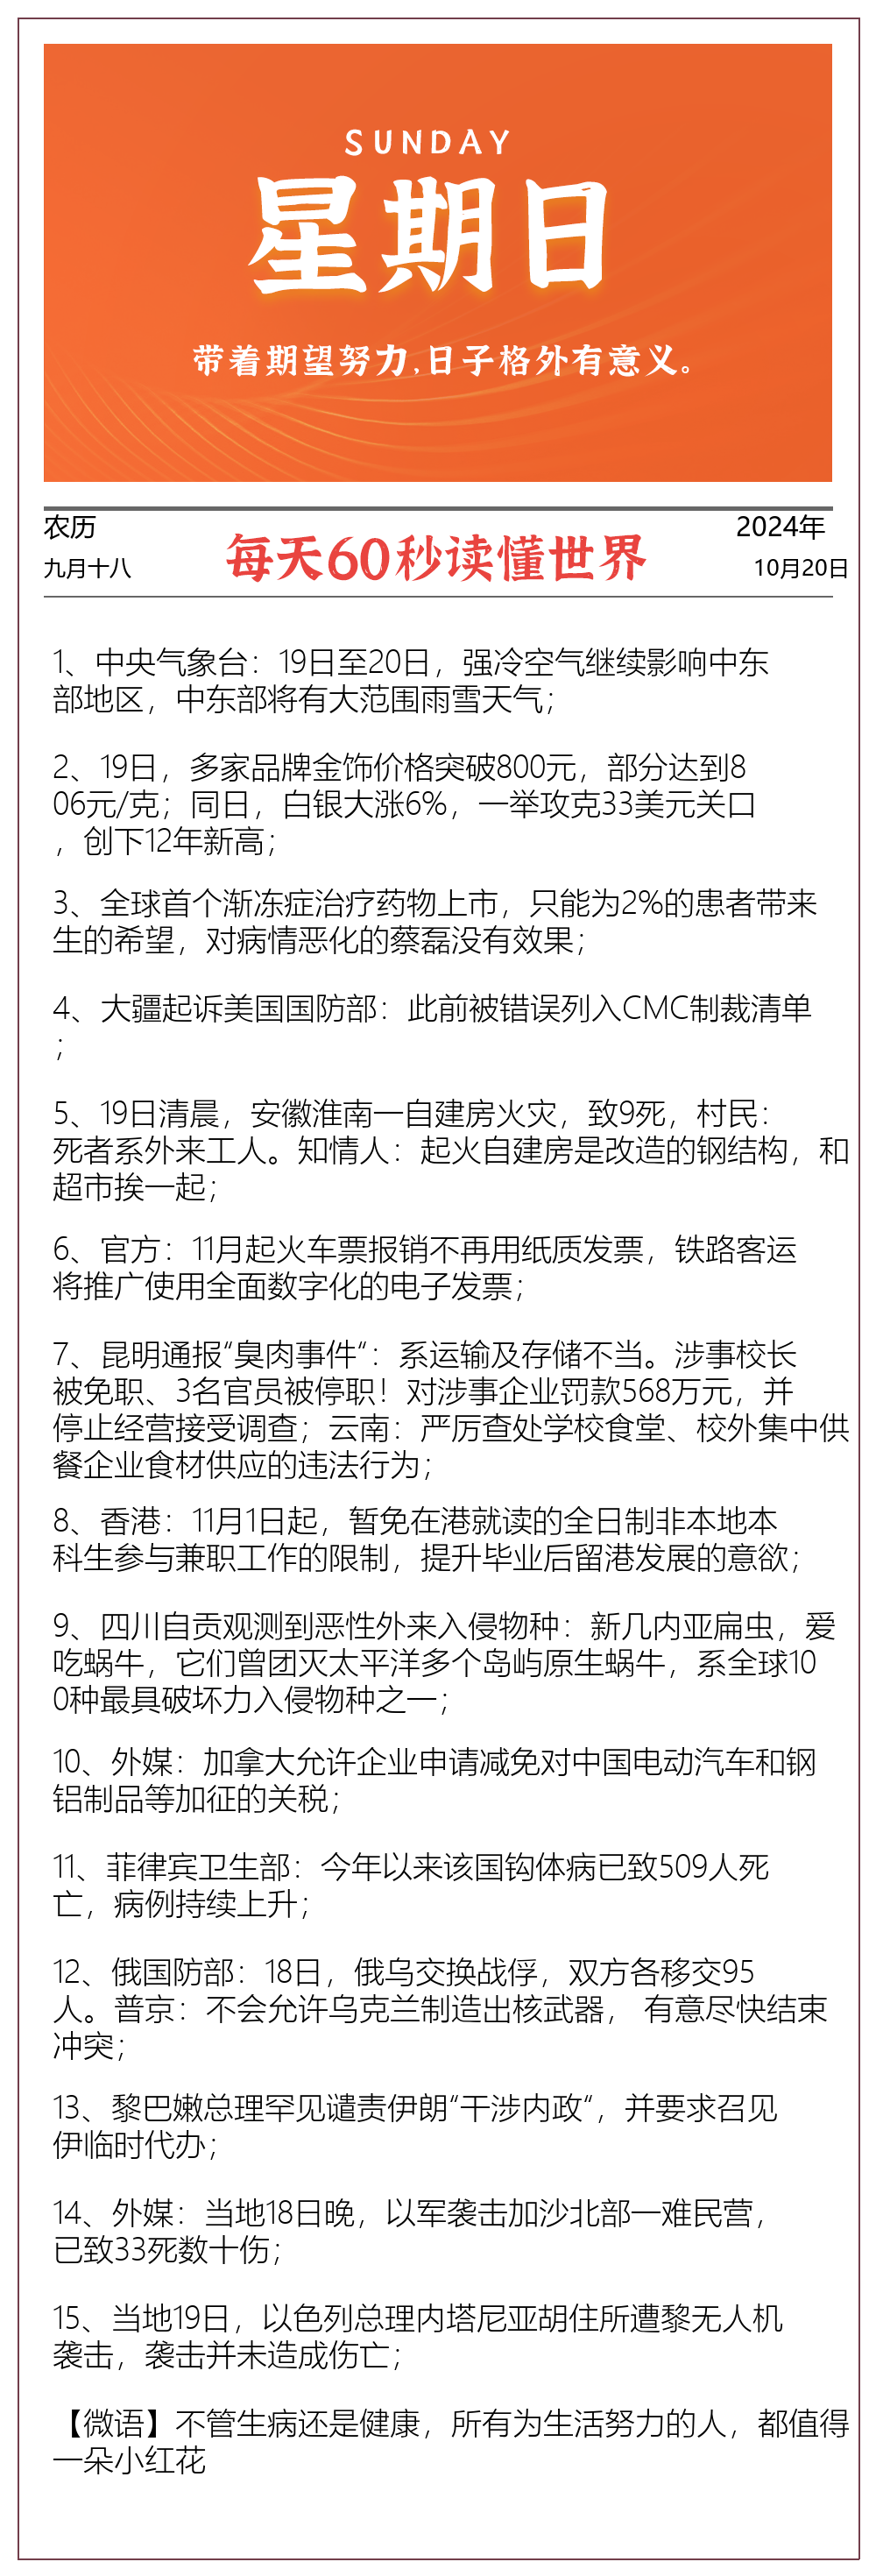 SUNDAY
星期日
带着期望努力,日子格外有意义。
农历
九月十八
每天60秒读懂世界
2024年
10月20日
1、中央气象台：19日至20日，强冷空气继续影响中东
部地区，中东部将有大范围雨雪天气；
2、19日，多家品牌金饰价格突破800元，部分达到8
06元/克；同日，白银大涨6%，一举攻克33美元关口
，创下12年新高；
3、全球首个渐冻症治疗药物上市，只能为2%的患者带来
生的希望，对病情恶化的蔡磊没有效果；
4、大疆起诉美国国防部：此前被错误列入CMC制裁清单
；
5、19日清晨，安徽淮南一自建房火灾，致9死，村民：
死者系外来工人。知情人：起火自建房是改造的钢结构，和
超市挨一起；
6、官方：11月起火车票报销不再用纸质发票，铁路客运
将推广使用全面数字化的电子发票；
7、昆明通报“臭肉事件“：系运输及存储不当。涉事校长
被免职、3名官员被停职！对涉事企业罚款568万元，并
停止经营接受调查；云南：严厉查处学校食堂、校外集中供
餐企业食材供应的违法行为；
8、香港：11月1日起，暂免在港就读的全日制非本地本
科生参与兼职工作的限制，提升毕业后留港发展的意欲；
9、四川自贡观测到恶性外来入侵物种：新几内亚扁虫，爱
吃蜗牛，它们曾团灭太平洋多个岛屿原生蜗牛，系全球10
0种最具破坏力入侵物种之一；
10、外媒：加拿大允许企业申请减免对中国电动汽车和钢
铝制品等加征的关税；
11、菲律宾卫生部：今年以来该国钩体病已致509人死
亡，病例持续上升；
12、俄国防部：18日，俄乌交换战俘，双方各移交95
人。普京：不会允许乌克兰制造出核武器， 有意尽快结束
冲突；
13、黎巴嫩总理罕见谴责伊朗“干涉内政“，并要求召见
伊临时代办；
14、外媒：当地18日晚，以军袭击加沙北部一难民营，
已致33死数十伤；
15、当地19日，以色列总理内塔尼亚胡住所遭黎无人机
袭击，袭击并未造成伤亡；
【微语】不管生病还是健康，所有为生活努力的人，都值得
一朵小红花